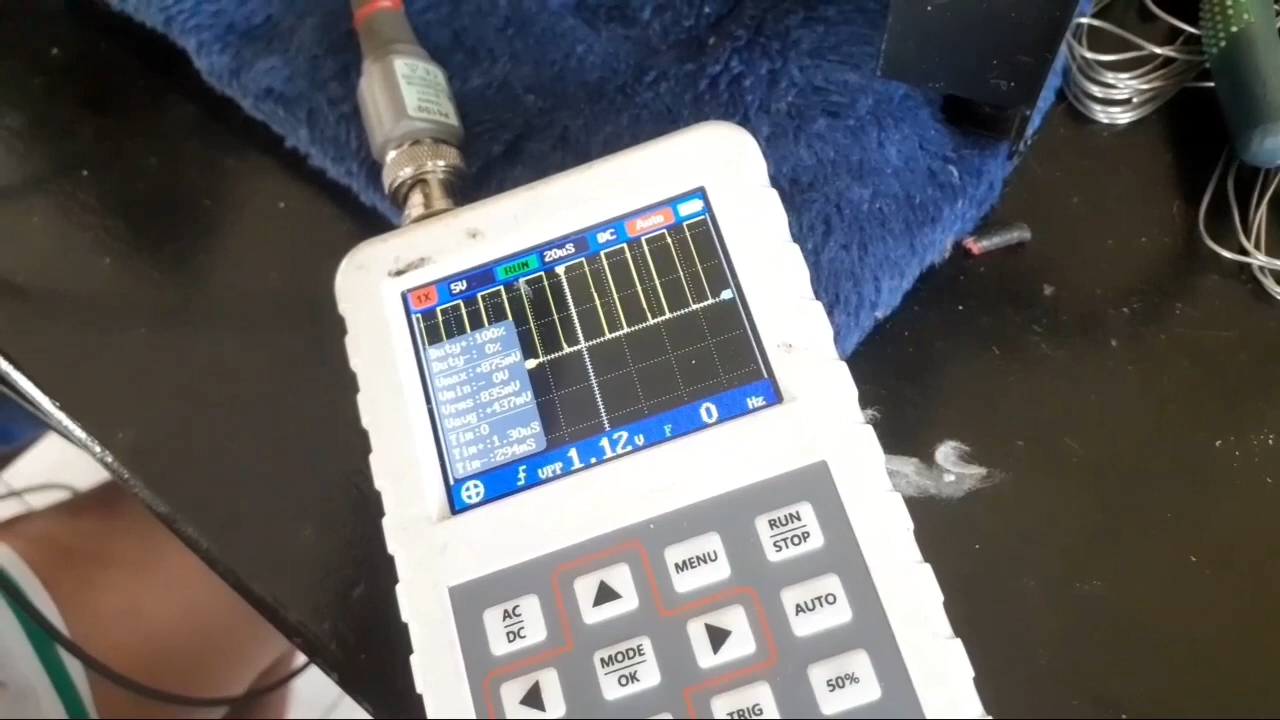 P6100
1X 5V RUN 20uS DC Auto
Duty+:100%
Duty-: 0%
Vmax:+875mV
Vmin:- 0V
Vrms:835mV
Vavg:+437mV
Tim:0
Tim+:1.30uS
Tim-:294mS
VPP 1.12V F 0 Hz
RUN
STOP
MENU
AC
DC
AUTO
MODE
OK
50%
TRIG